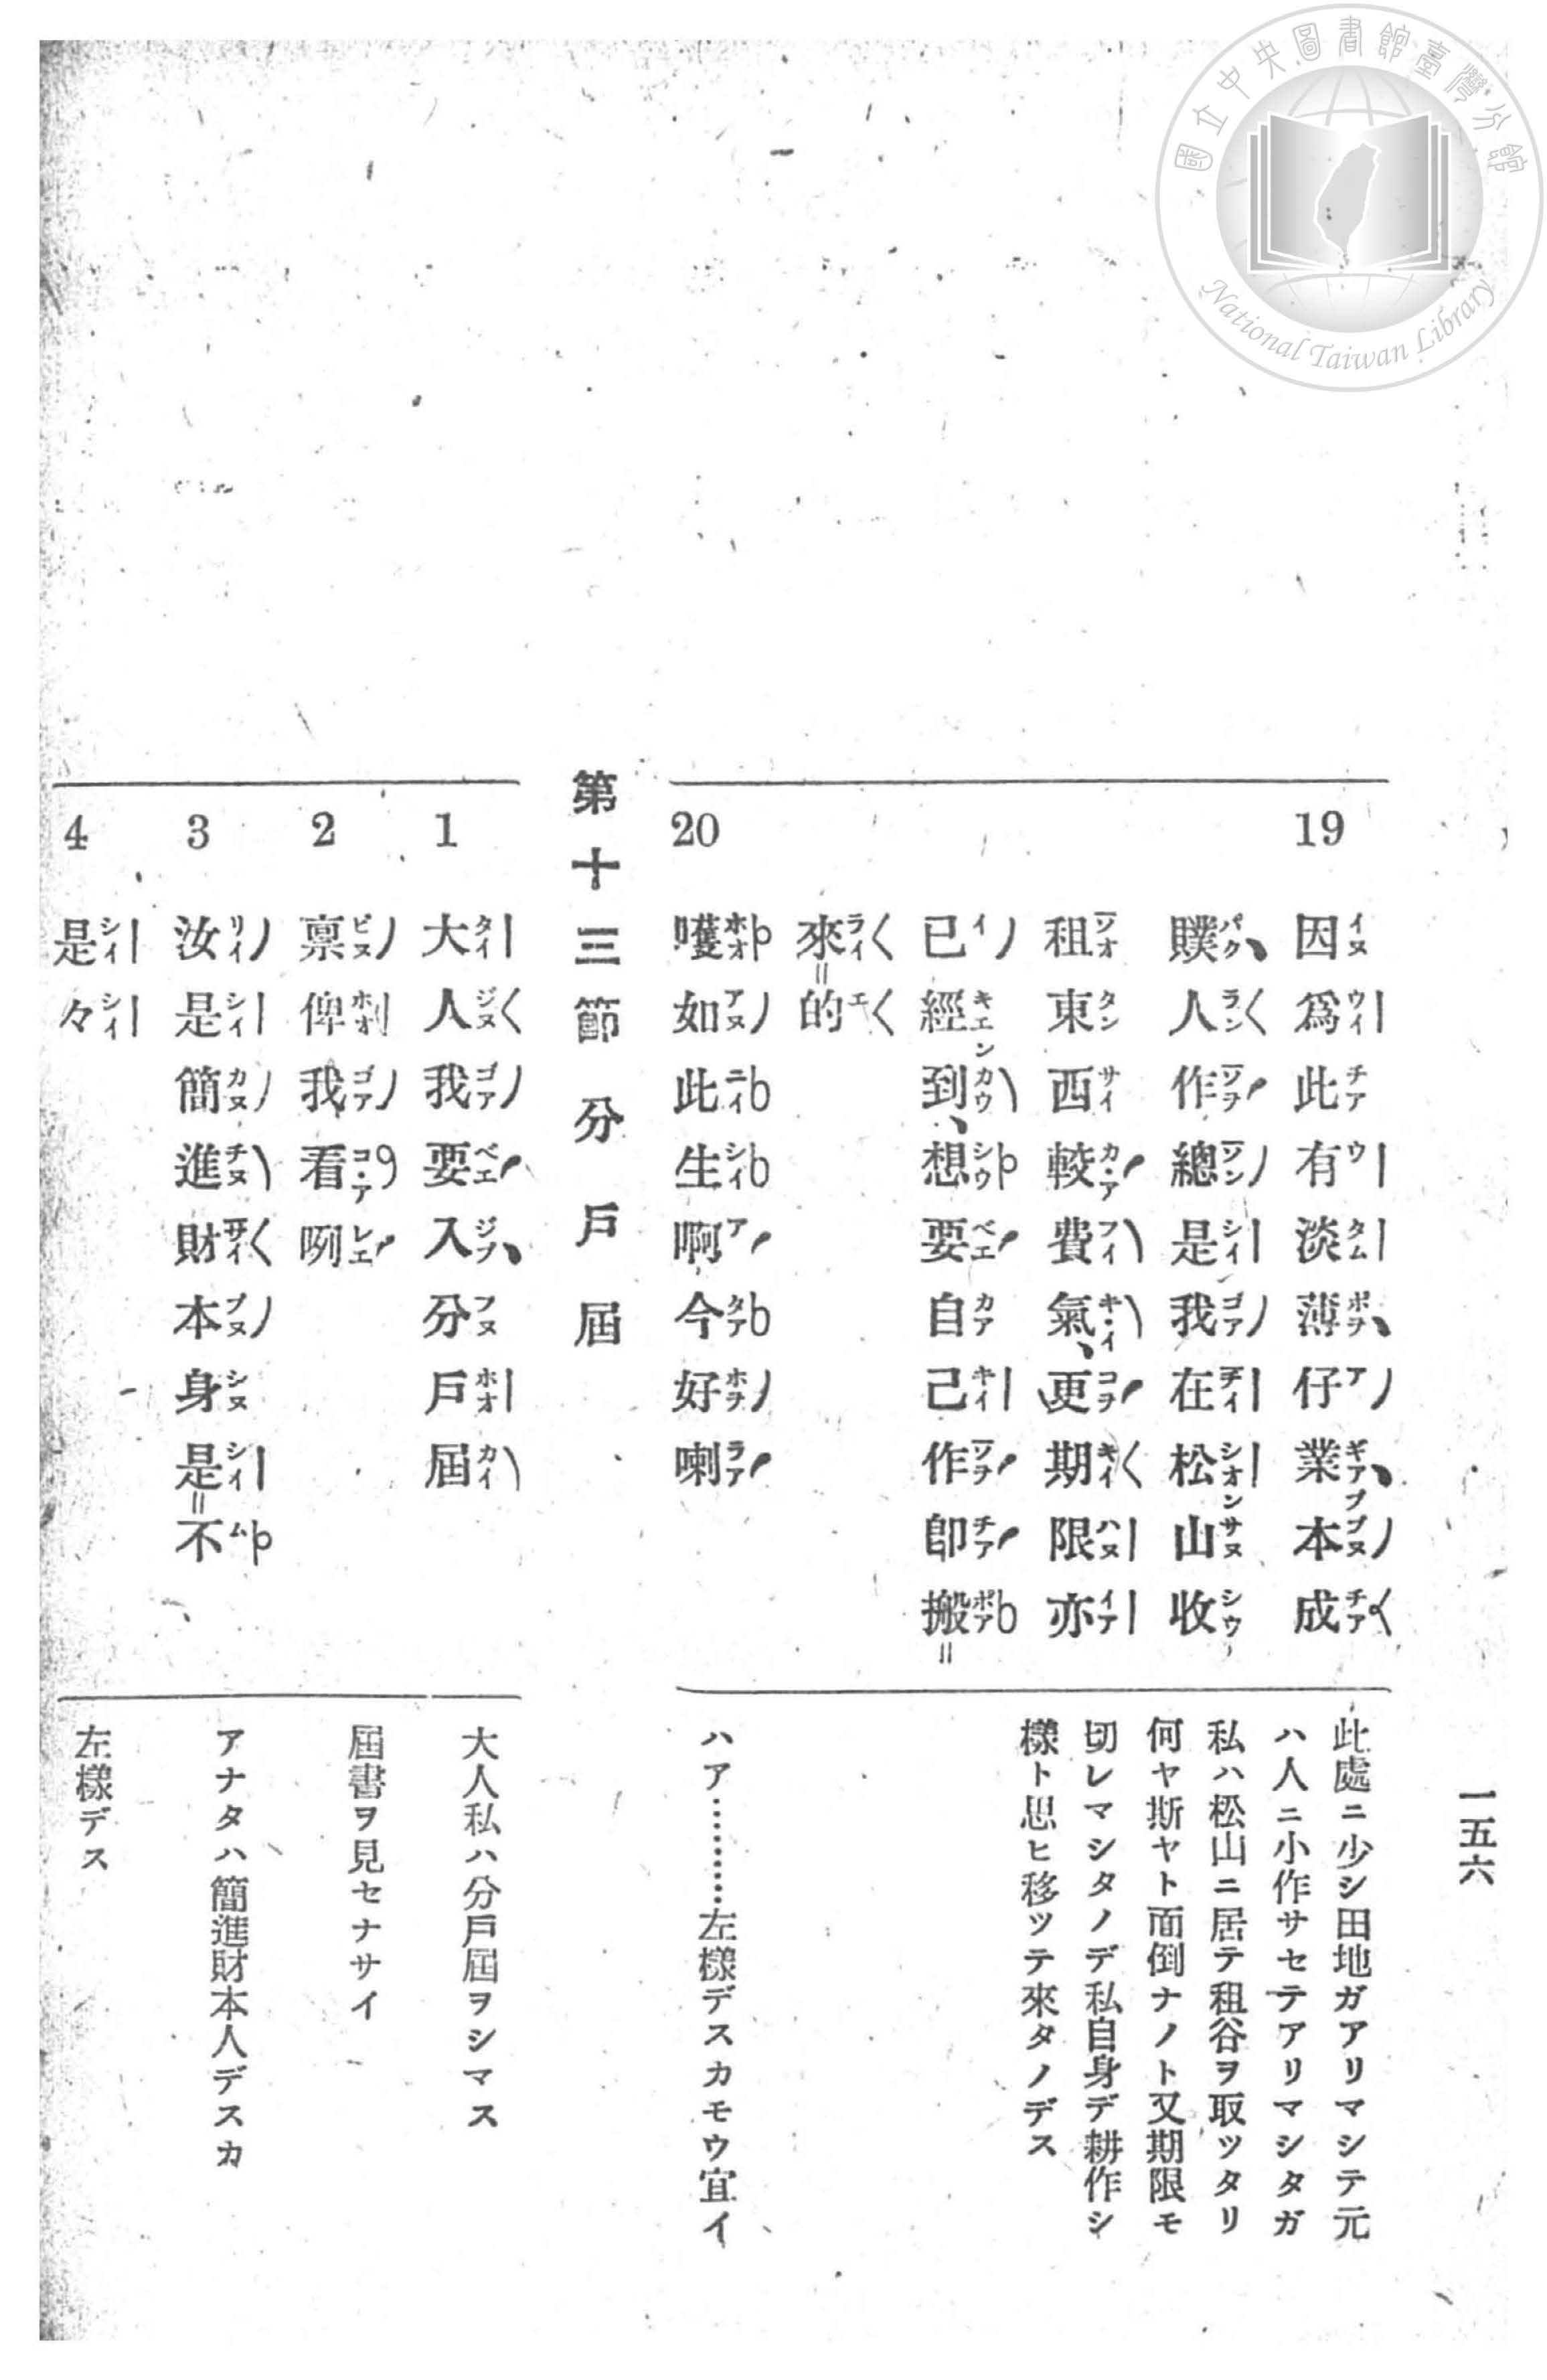 國立中央圖書館臺灣分館
National Taiwan Library
一五六
19
因爲此有淡薄仔業本成
贌人作總是我在松山收
租東西較費氣、更期限亦
已經到、想要自己作卽搬
來的
此處ニ少シ田地ガアリマシテ元
ハ人ニ小作サセテアリマシタガ
私ハ松山ニ居テ租谷ヲ取ツタリ
何ヤ斯ヤト面倒ナノト又期限モ
切レマシタノデ私自身デ耕作シ
樣ト思ヒ移ツテ來タノデス
20
嚄如此生啊今好喇
ハア………左樣デスカモウ宜イ
第十三節 分戶屆
1
大人我要入分戶屆
大人私ハ分戶屆ヲシマス
2
禀俾我看咧
屆書ヲ見セナサイ
3
汝是簡進財本身是不
アナタハ簡進財本人デスカ
4
是々
左樣デス